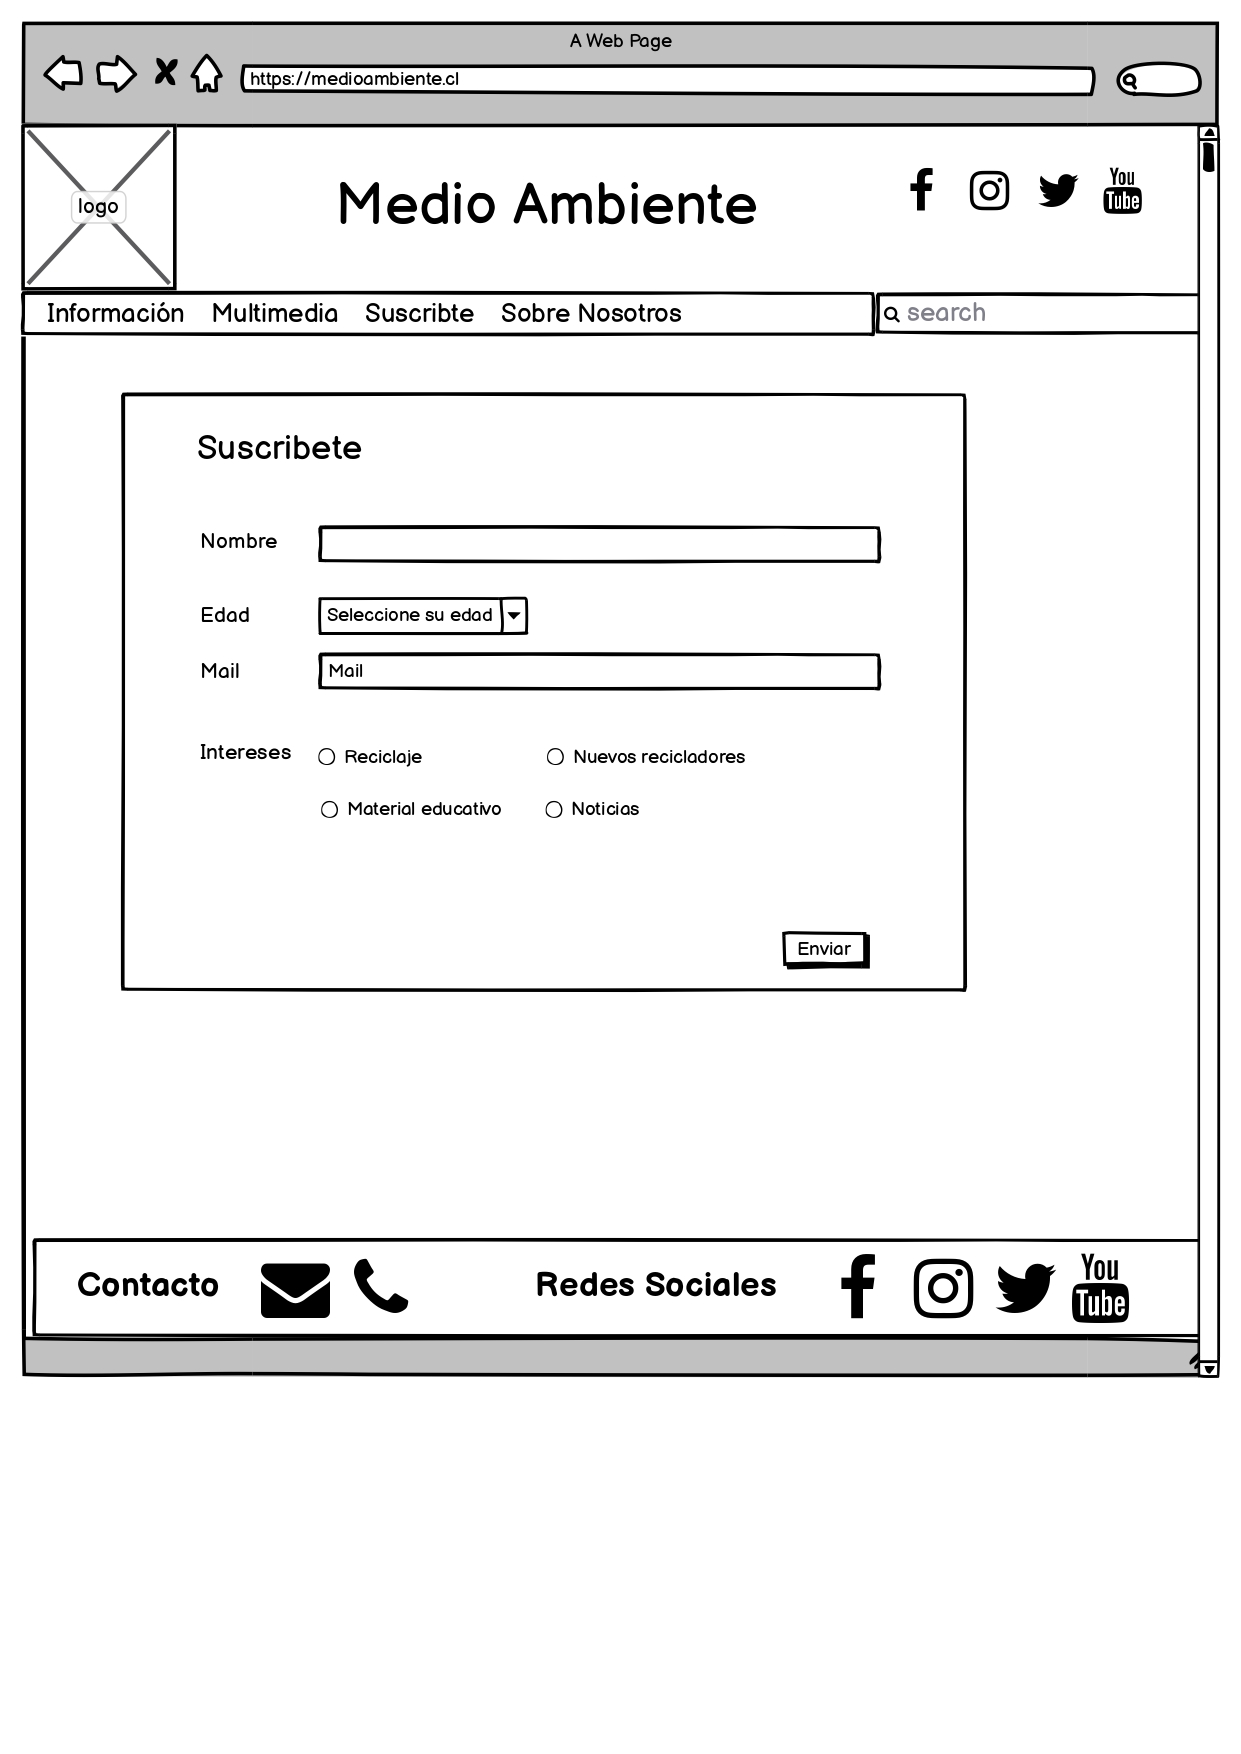 A Web Page
https://medioambiente.cl
logo
Medio Ambiente
You
Tube
Información Multimedia Suscribte Sobre Nosotros
search
Suscribete
Nombre
Edad Seleccione su edad
Mail Mail
Intereses Reciclaje Nuevos recicladores
Material educativo Noticias
Enviar
Contacto Redes Sociales
You
Tube